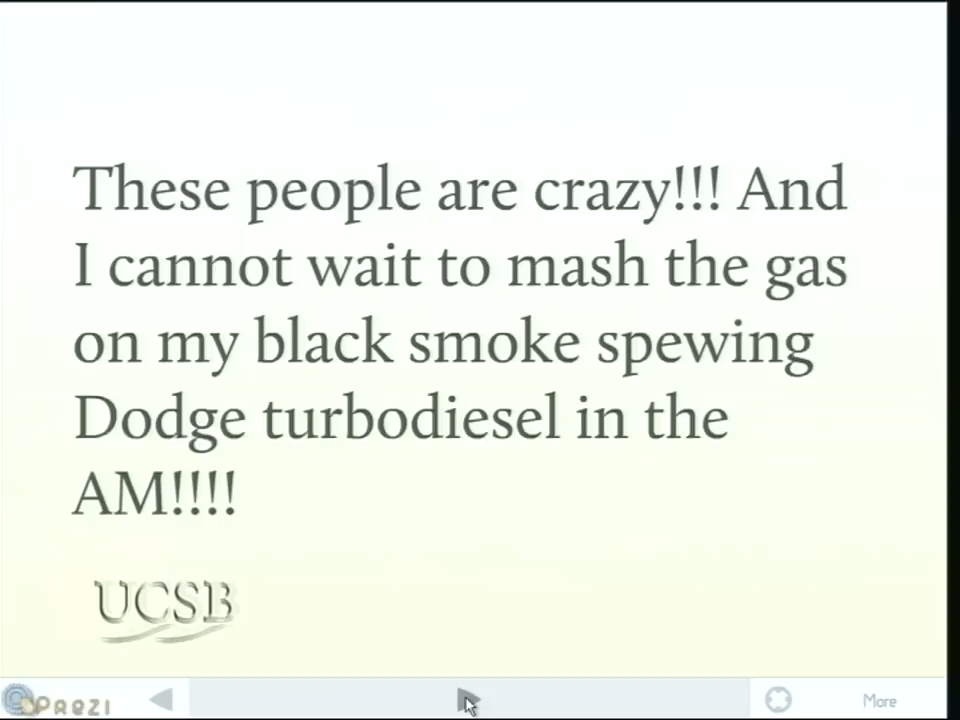 These people are crazy!!! And
I cannot wait to mash the gas
on my black smoke spewing
Dodge turbodiesel in the
AM!!!!
UCSB
PREZI
More